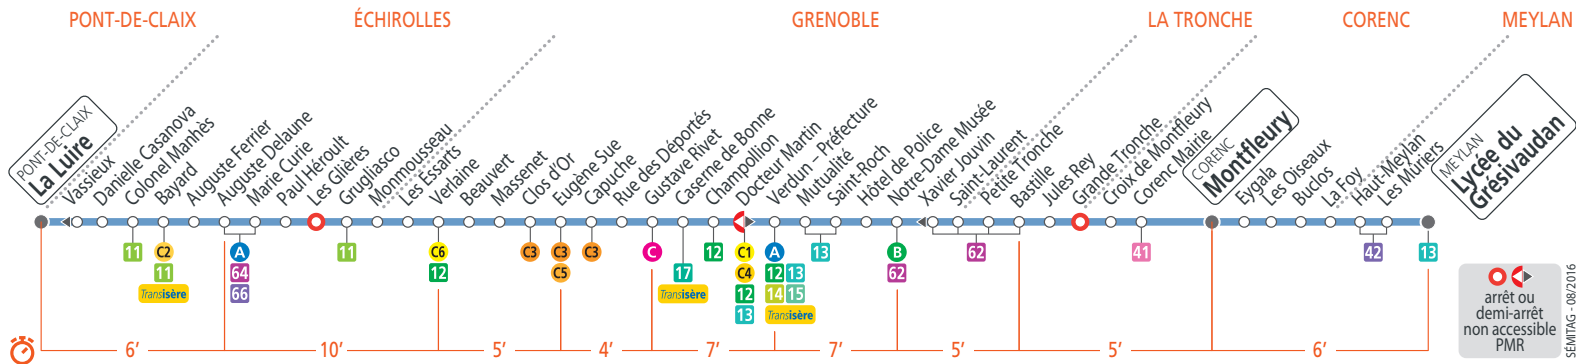 PONT-DE-CLAIX
ÉCHIROLLES
GRENOBLE
LA TRONCHE
CORENC
MEYLAN
PONT-DE-CLAIX
La Luire
Vassieux
Danielle Casanova
Colonel Manhès
Bayard
Auguste Ferrier
Auguste Delaune
Marie Curie
Paul Héroult
Les Glières
Grugliasco
Monmousseau
Les Essarts
Verlaine
Beauvert
Massenet
Clos d'Or
Eugène Sue
Capuche
Rue des Déportés
Gustave Rivet
Caserne de Bonne
Champollion
Docteur Martin
Verdun – Préfecture
Mutualité
Saint-Roch
Hôtel de Police
Notre-Dame Musée
Xavier Jouvin
Saint-Laurent
Petite Tronche
Bastille
Jules Rey
Grande Tronche
Croix de Montfleury
Corenc Mairie
CORENC
Montfleury
Eygala
Les Oiseaux
Buclos
La Foy
Haut-Meylan
Les Muriers
MEYLAN
Lycée du
Grésivaudan
11
C2
11
Transisère
A
64
66
11
C6
12
C3
C3
C5
C3
C
17
Transisère
12
C1
C4
12
13
A
12 13
14 15
Transisère
13
B
62
62
41
42
13
6’
10’
5’
4’
7’
7’
5’
5’
6’
arrêt ou
demi-arrêt
non accessible
PMR
SÉMITAG - 08/2016